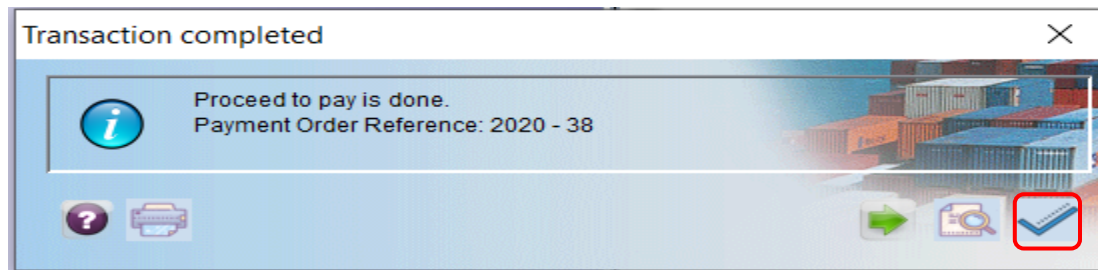 Transaction completed
Proceed to pay is done.
Payment Order Reference: 2020 - 38